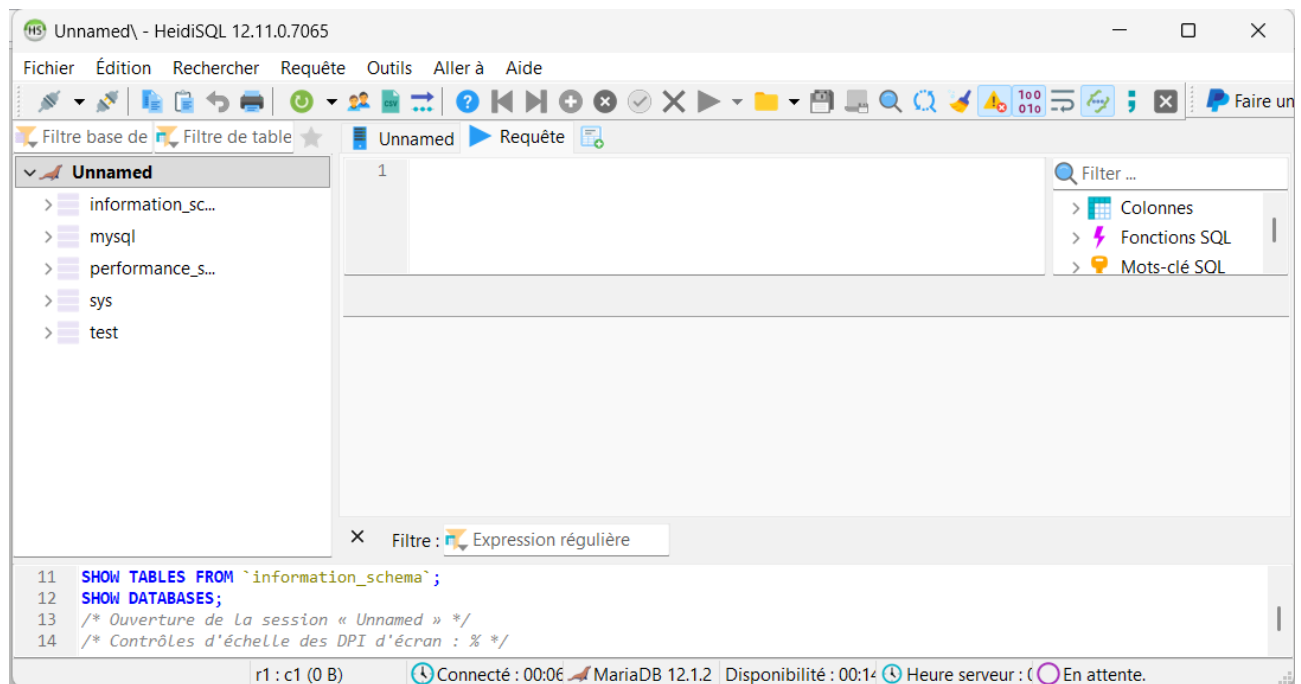 Unnamed\ - HeidiSQL 12.11.0.7065
Fichier Édition Rechercher Requête Outils Aller à Aide
Faire un
Filtre base de Filtre de table Unnamed Requête
Unnamed
information_sc...
mysql
performance_s...
sys
test
1
Filter ...
Colonnes
Fonctions SQL
Mots-clé SQL
Filtre : Expression régulière
11 SHOW TABLES FROM `information_schema`;
12 SHOW DATABASES;
13 /* Ouverture de la session « Unnamed » */
14 /* Contrôles d'échelle des DPI d'écran : % */
r1 : c1 (0 B) Connecté : 00:06 MariaDB 12.1.2 Disponibilité : 00:14 Heure serveur : En attente.